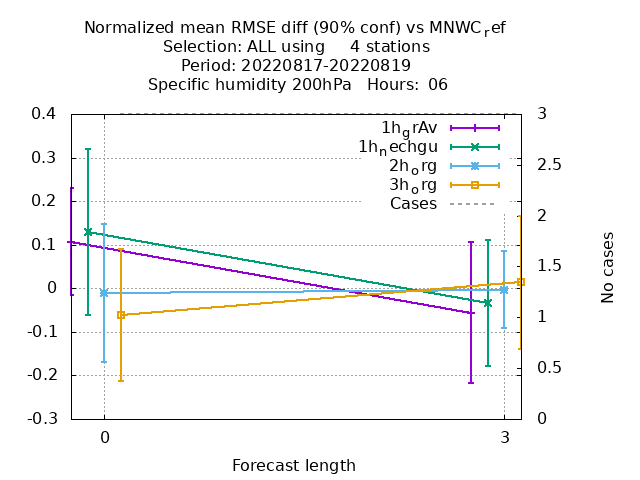 Normalized mean RMSE diff (90% conf) vs MNWC_ref
Selection: ALL using     4 stations
Period: 20220817-20220819
Specific humidity 200hPa   Hours: 06
0.4
0.3
0.2
0.1
0
-0.1
-0.2
-0.3
3
2.5
2
1.5
1
0.5
0
1h_grAv
1h_nechgu
2h_org
3h_org
Cases
No cases
0
3
Forecast length